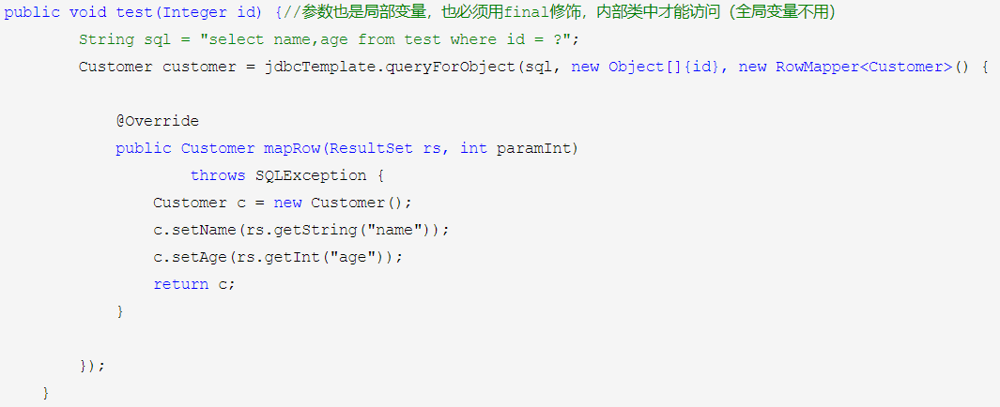 public void test(Integer id) {//参数也是局部变量，也必须用final修饰，内部类中才能访问（全局变量不用）
        String sql = "select name,age from test where id = ?";
        Customer customer = jdbcTemplate.queryForObject(sql, new Object[]{id}, new RowMapper<Customer>() {
            @Override
            public Customer mapRow(ResultSet rs, int paramInt)
                    throws SQLException {
                Customer c = new Customer();
                c.setName(rs.getString("name"));
                c.setAge(rs.getInt("age"));
                return c;
            }
        });
    }